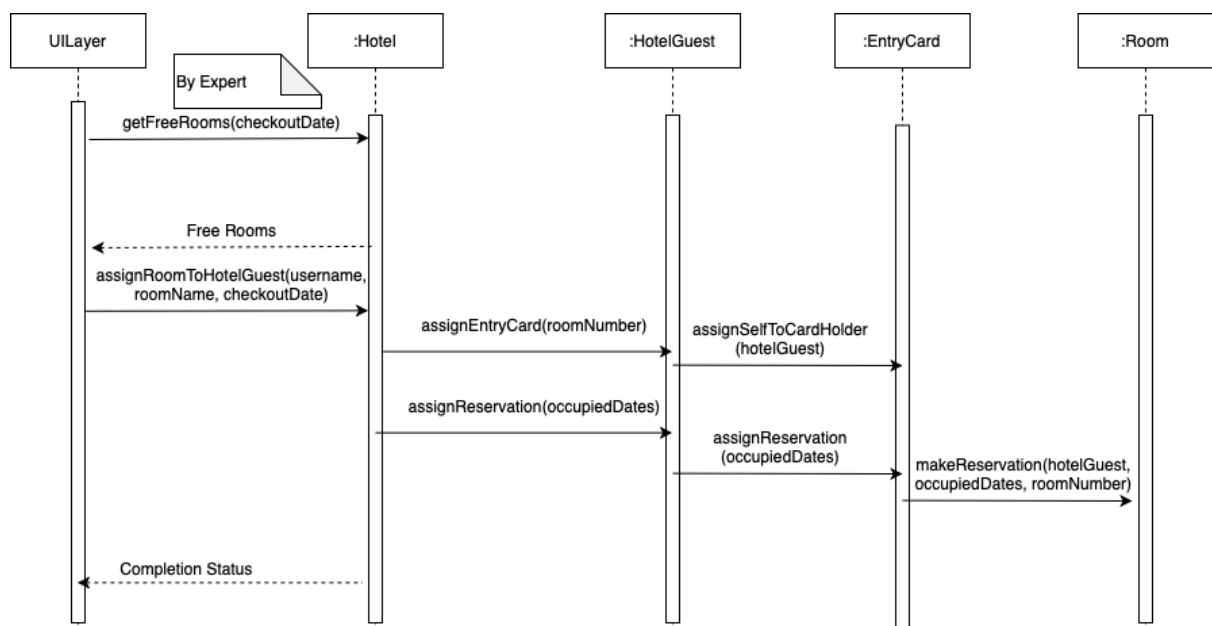 UILayer
:Hotel
:HotelGuest
:EntryCard
:Room
By Expert
getFreeRooms(checkoutDate)
Free Rooms
assignRoomToHotelGuest(username,
roomName, checkoutDate)
assignEntryCard(roomNumber)
assignSelfToCardHolder
(hotelGuest)
assignReservation(occupiedDates)
assignReservation
(occupiedDates)
makeReservation(hotelGuest,
occupiedDates, roomNumber)
Completion Status